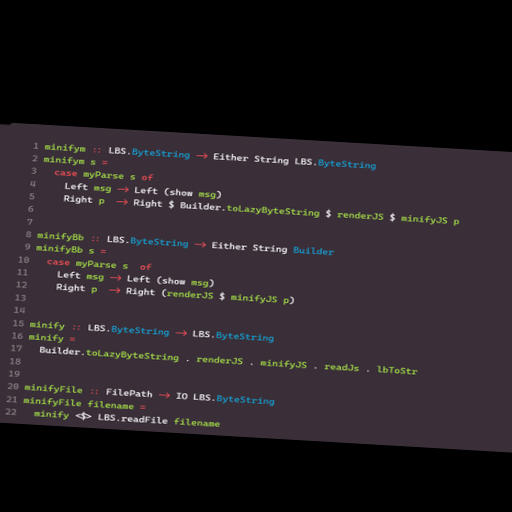 1 minifym :: LBS.ByteString -> Either String LBS.ByteString
2 minifym s =
3   case myParse s of
4     Left msg -> Left (show msg)
5     Right p  -> Right $ Builder.toLazyByteString $ renderJS $ minifyJS p
6
7
8 minifyBb :: LBS.ByteString -> Either String Builder
9 minifyBb s =
10   case myParse s  of
11     Left msg -> Left (show msg)
12     Right p  -> Right (renderJS $ minifyJS p)
13
14
15 minify :: LBS.ByteString -> LBS.ByteString
16 minify =
17   Builder.toLazyByteString . renderJS . minifyJS . readJs . lbToStr
18
19
20 minifyFile :: FilePath -> IO LBS.ByteString
21 minifyFile filename =
22   minify <$> LBS.readFile filename